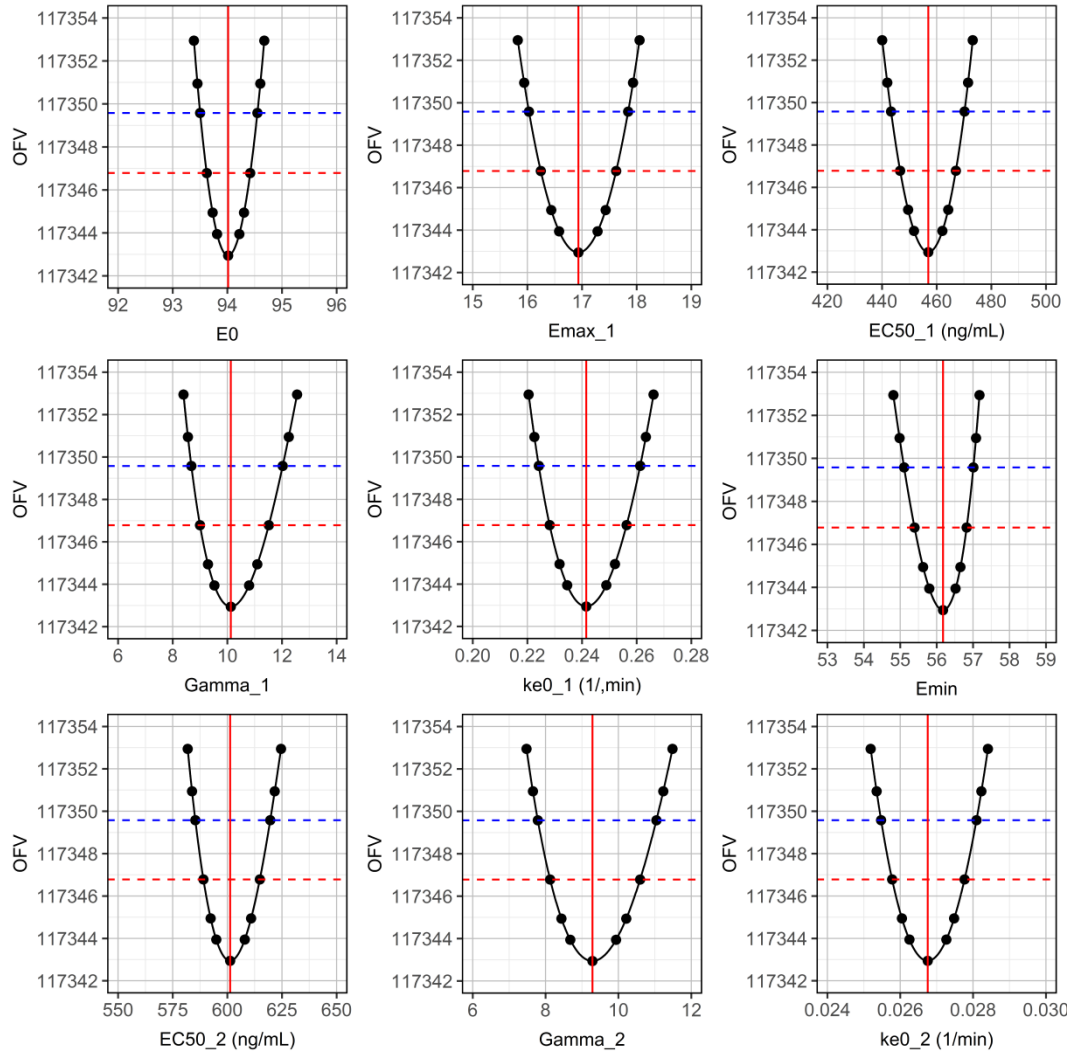 117354
117352
117350
117348
117346
117344
117342
OFV
92 93 94 95 96
E0
117354
117352
117350
117348
117346
117344
117342
OFV
15 16 17 18 19
Emax_1
117354
117352
117350
117348
117346
117344
117342
OFV
420 440 460 480 500
EC50_1 (ng/mL)
117354
117352
117350
117348
117346
117344
117342
OFV
6 8 10 12 14
Gamma_1
117354
117352
117350
117348
117346
117344
117342
OFV
0.20 0.22 0.24 0.26 0.28
ke0_1 (1/,min)
117354
117352
117350
117348
117346
117344
117342
OFV
53 54 55 56 57 58 59
Emin
117354
117352
117350
117348
117346
117344
117342
OFV
550 575 600 625 650
EC50_2 (ng/mL)
117354
117352
117350
117348
117346
117344
117342
OFV
6 8 10 12
Gamma_2
117354
117352
117350
117348
117346
117344
117342
OFV
0.024 0.026 0.028 0.030
ke0_2 (1/min)